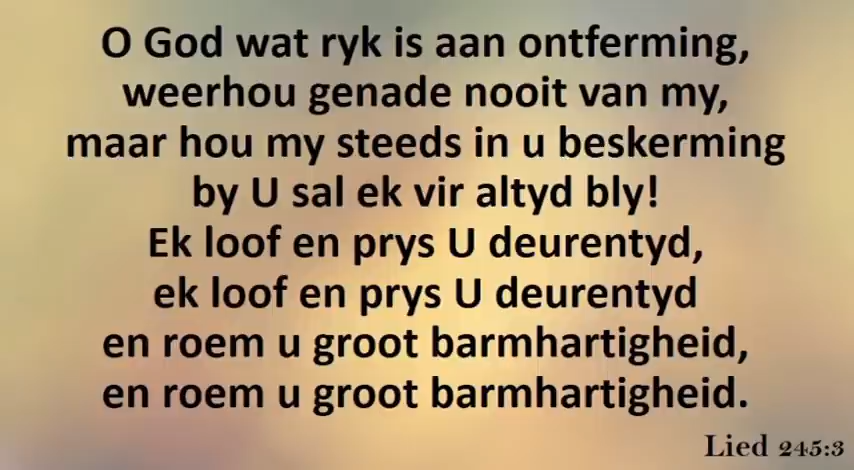 O God wat ryk is aan ontferming,
weerhou genade nooit van my,
maar hou my steeds in u beskerming
by U sal ek vir altyd bly!
Ek loof en prys U deurentyd,
ek loof en prys U deurentyd
en roem u groot barmhartigheid,
en roem u groot barmhartigheid.
Lied 245:3